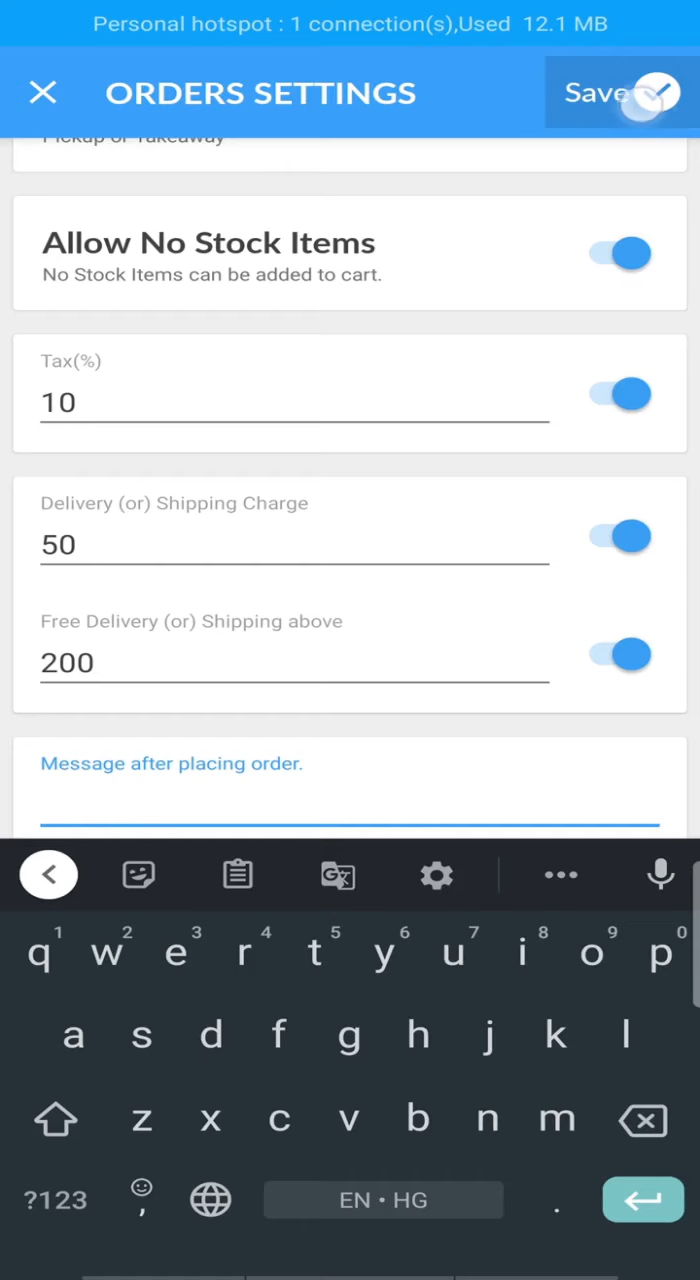 Personal hotspot : 1 connection(s),Used 12.1 MB
ORDERS SETTINGS
Save
Pickup or Takeaway
Allow No Stock Items
No Stock Items can be added to cart.
Tax(%)
10
Delivery (or) Shipping Charge
50
Free Delivery (or) Shipping above
200
Message after placing order.
1 2 3 4 5 6 7 8 9 0
q w e r t y u i o p
a s d f g h j k l
z x c v b n m
?123 , EN • HG .